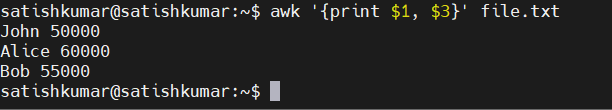 satishkumar@satishkumar:~$ awk '{print $1, $3}' file.txt
John 50000
Alice 60000
Bob 55000
satishkumar@satishkumar:~$